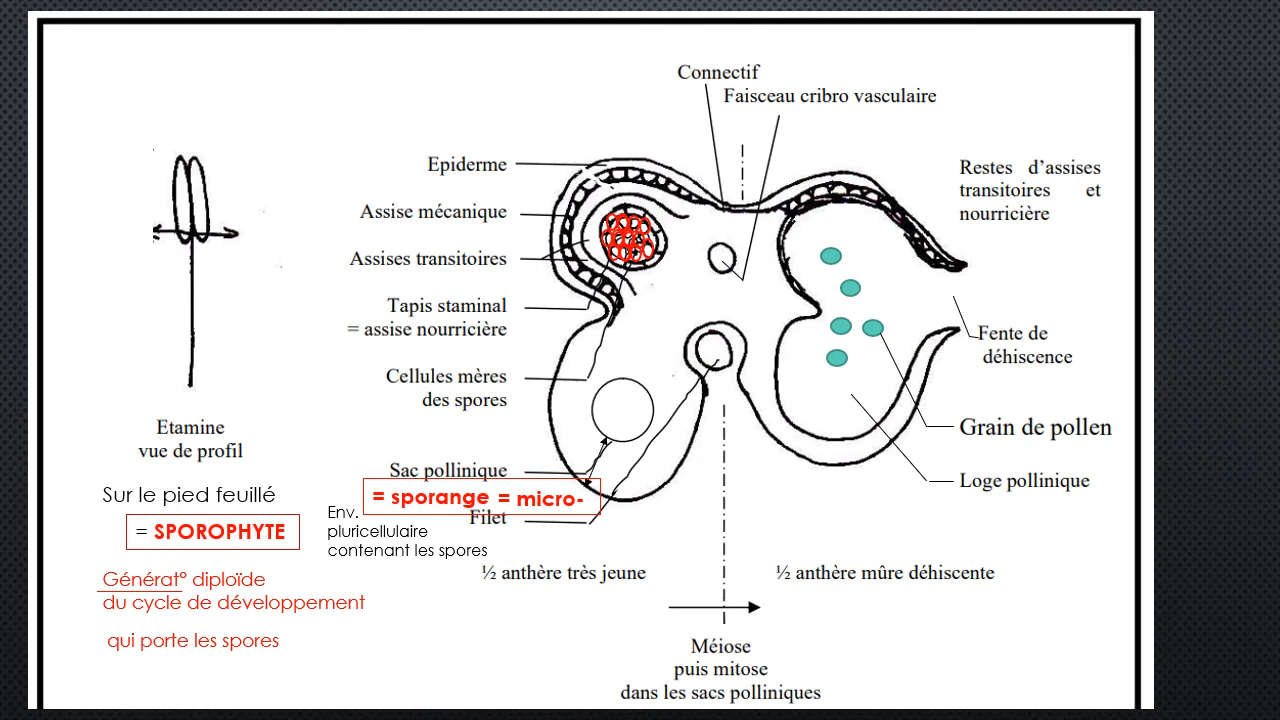 Connectif
Faisceau cribro vasculaire
Epiderme
Assise mécanique
Assises transitoires
Tapis staminal
= assise nourricière
Cellules mères
des spores
Sac pollinique
= sporange = micro-
Filet
Restes d'assises
transitoires et
nourricière
Fente de
déhiscence
Grain de pollen
Loge pollinique
Etamine
vue de profil
Sur le pied feuillé
= SPOROPHYTE
Générat° diploïde
du cycle de développement
qui porte les spores
Env.
pluricellulaire
contenant les spores
½ anthère très jeune
½ anthère mûre déhiscente
Méiose
puis mitose
dans les sacs polliniques